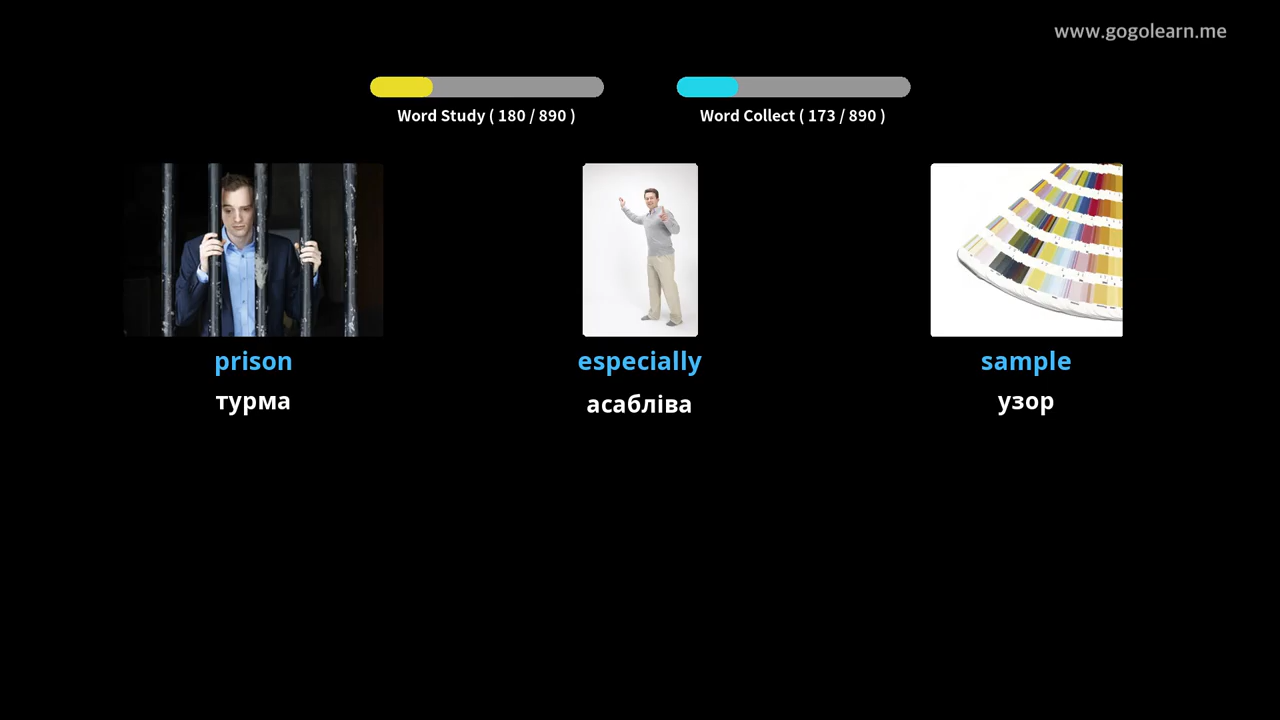 www.gogolearn.me
Word Study ( 180 / 890 )
Word Collect ( 173 / 890 )
prison
especially
sample
турма
асабліва
узор